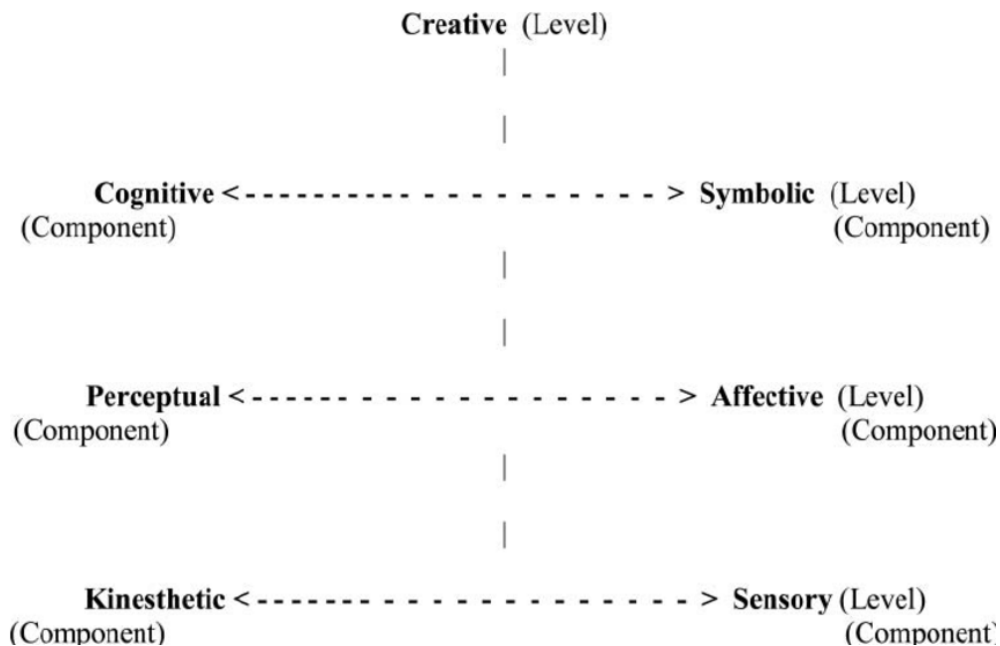 Creative (Level)
Cognitive < - - - - - - - - - - - - - - - - - - - - > Symbolic (Level)
(Component) (Component)
Perceptual < - - - - - - - - - - - - - - - - - - - - > Affective (Level)
(Component) (Component)
Kinesthetic < - - - - - - - - - - - - - - - - - - - - > Sensory (Level)
(Component) (Component)